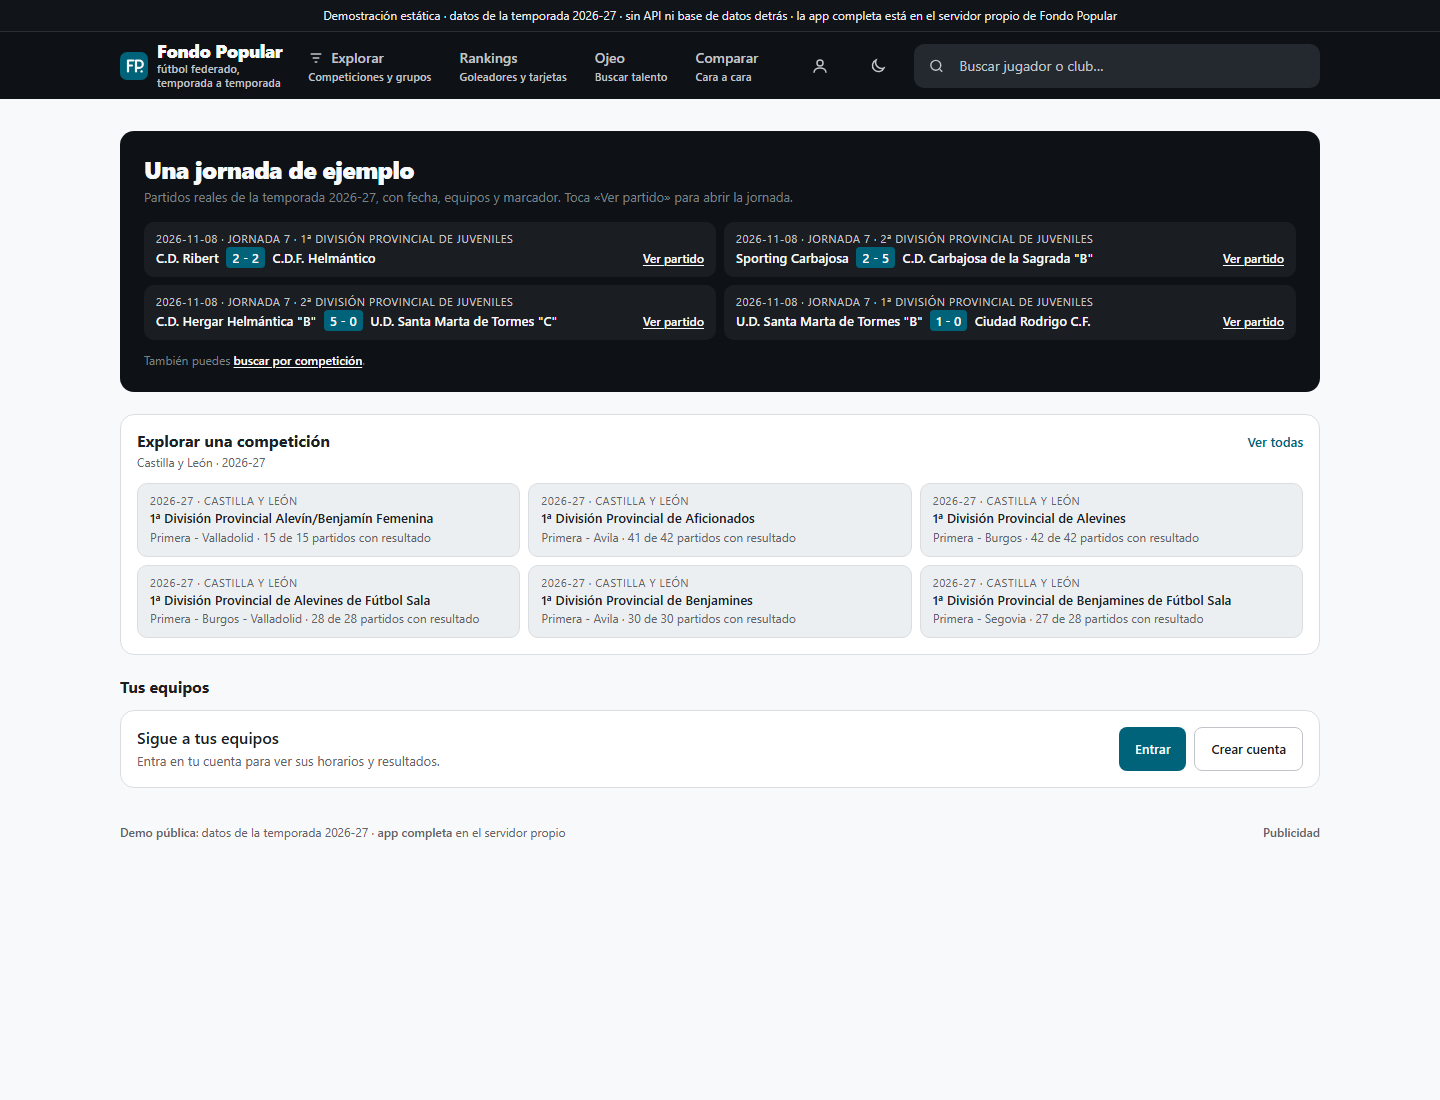 Demostración estática · datos de la temporada 2026-27 · sin API ni base de datos detrás · la app completa está en el servidor propio de Fondo Popular
FP.
Fondo Popular
fútbol federado,
temporada a temporada
Explorar
Competiciones y grupos
Rankings
Goleadores y tarjetas
Ojeo
Buscar talento
Comparar
Cara a cara
Buscar jugador o club...
Una jornada de ejemplo
Partidos reales de la temporada 2026-27, con fecha, equipos y marcador. Toca «Ver partido» para abrir la jornada.
2026-11-08 · JORNADA 7 · 1ª DIVISIÓN PROVINCIAL DE JUVENILES
C.D. Ribert 2 - 2 C.D.F. Helmántico Ver partido
2026-11-08 · JORNADA 7 · 2ª DIVISIÓN PROVINCIAL DE JUVENILES
Sporting Carbajosa 2 - 5 C.D. Carbajosa de la Sagrada "B" Ver partido
2026-11-08 · JORNADA 7 · 2ª DIVISIÓN PROVINCIAL DE JUVENILES
C.D. Hergar Helmántica "B" 5 - 0 U.D. Santa Marta de Tormes "C" Ver partido
2026-11-08 · JORNADA 7 · 1ª DIVISIÓN PROVINCIAL DE JUVENILES
U.D. Santa Marta de Tormes "B" 1 - 0 Ciudad Rodrigo C.F. Ver partido
También puedes buscar por competición.
Explorar una competición
Ver todas
Castilla y León · 2026-27
2026-27 · CASTILLA Y LEÓN
1ª División Provincial Alevín/Benjamín Femenina
Primera - Valladolid · 15 de 15 partidos con resultado
2026-27 · CASTILLA Y LEÓN
1ª División Provincial de Aficionados
Primera - Avila · 41 de 42 partidos con resultado
2026-27 · CASTILLA Y LEÓN
1ª División Provincial de Alevines
Primera - Burgos · 42 de 42 partidos con resultado
2026-27 · CASTILLA Y LEÓN
1ª División Provincial de Alevines de Fútbol Sala
Primera - Burgos - Valladolid · 28 de 28 partidos con resultado
2026-27 · CASTILLA Y LEÓN
1ª División Provincial de Benjamines
Primera - Avila · 30 de 30 partidos con resultado
2026-27 · CASTILLA Y LEÓN
1ª División Provincial de Benjamines de Fútbol Sala
Primera - Segovia · 27 de 28 partidos con resultado
Tus equipos
Sigue a tus equipos
Entra en tu cuenta para ver sus horarios y resultados.
Entrar
Crear cuenta
Demo pública: datos de la temporada 2026-27 · app completa en el servidor propio
Publicidad